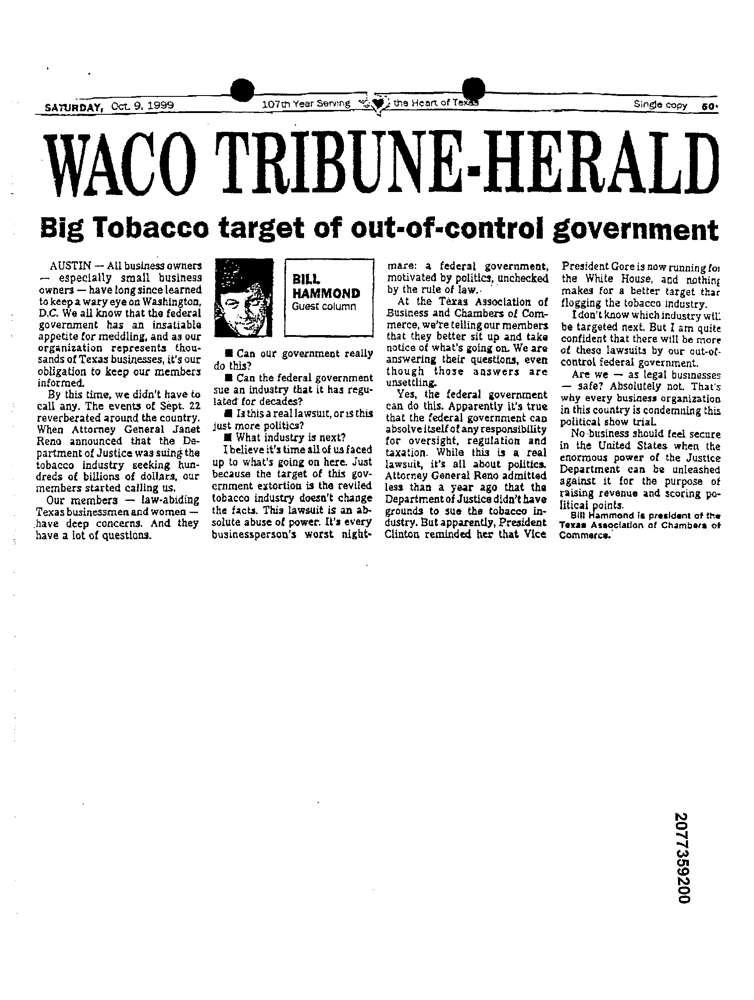 SATURDAY, Oct. 9, 1999
107th Year Serving the Heart of Texas
Single copy 50
WACO TRIBUNE-HERALD
Big Tobacco target of out-of-control government
AUSTIN — All business owners
— especially small business
owners — have long since learned
to keep a wary eye on Washington,
D.C. We all know that the federal
government has an insatiable
appetite for meddling, and as our
organization represents thou-
sands of Texas businesses, it's our
obligation to keep our members
informed.
By this time, we didn't have to
call any. The events of Sept. 22
reverberated around the country.
When Attorney General Janet
Reno announced that the De-
partment of Justice was suing the
tobacco industry seeking hun-
dreds of billions of dollars, our
members started calling us.
Our members — law-abiding
Texas businessmen and women —
have deep concerns. And they
have a lot of questions.
BILL
HAMMOND
Guest column
■ Can our government really
do this?
■ Can the federal government
sue an industry that it has regu-
lated for decades?
■ Is this a real lawsuit, or is this
just more politics?
■ What industry is next?
I believe it's time all of us faced
up to what's going on here. Just
because the target of this gov-
ernment extortion is the reviled
tobacco industry doesn't change
the facts. This lawsuit is an ab-
solute abuse of power. It's every
businessperson's worst night-
mare: a federal government,
motivated by politics, unchecked
by the rule of law.
At the Texas Association of
Business and Chambers of Com-
merce, we're telling our members
that they better sit up and take
notice of what's going on. We are
answering their questions, even
though those answers are
unsettling.
Yes, the federal government
can do this. Apparently it's true
that the federal government can
absolve itself of any responsibility
for oversight, regulation and
taxation. While this is a real
lawsuit, it's all about politics.
Attorney General Reno admitted
less than a year ago that the
Department of Justice didn't have
grounds to sue the tobacco in-
dustry. But apparently, President
Clinton reminded her that Vice
President Gore is now running for
the White House, and nothing
makes for a better target than
flogging the tobacco industry.
I don't know which industry will
be targeted next. But I am quite
confident that there will be more
of these lawsuits by our out-of-
control federal government.
Are we — as legal businesses
— safe? Absolutely not. That's
why every business organization
in this country is condemning this
political show trial.
No business should feel secure
in the United States when the
enormous power of the Justice
Department can be unleashed
against it for the purpose of
raising revenue and scoring po-
litical points.
Bill Hammond is president of the
Texas Association of Chambers of
Commerce.
2077359200